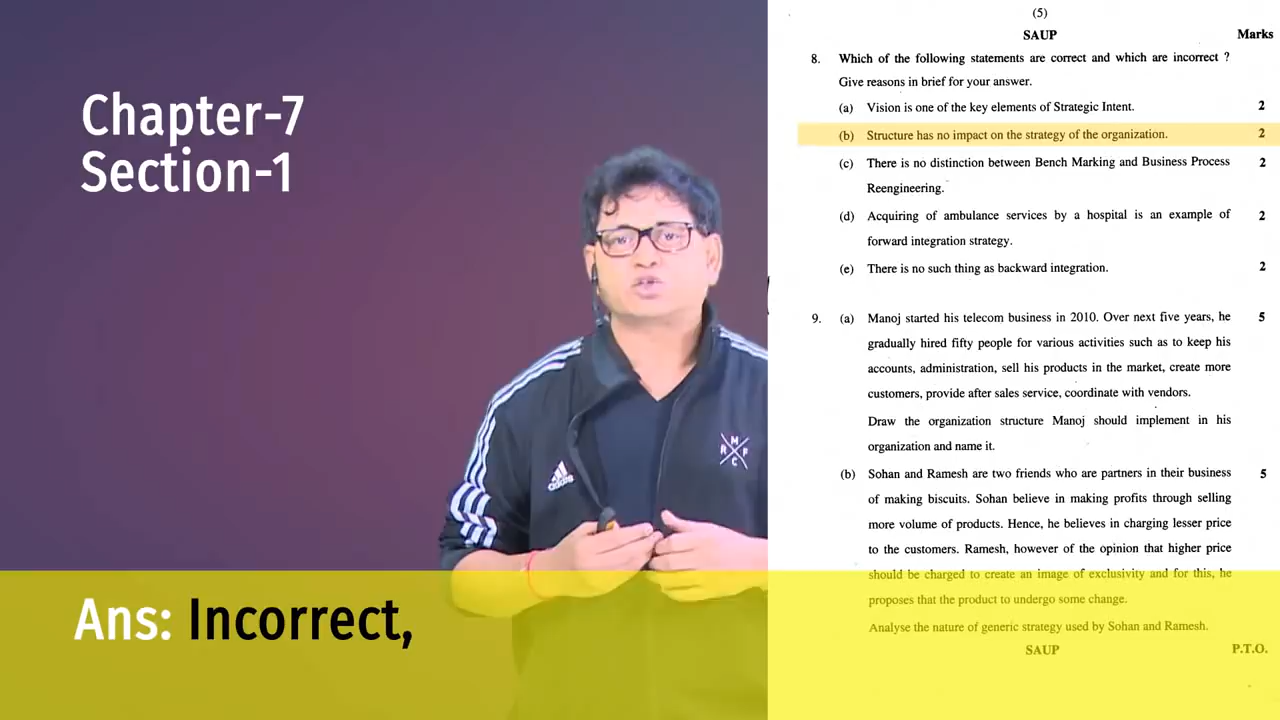 Chapter-7
Section-1
Ans: Incorrect,
adidas
M
R F
C
(5)
SAUP Marks
8. Which of the following statements are correct and which are incorrect ?
Give reasons in brief for your answer.
(a) Vision is one of the key elements of Strategic Intent. 2
(b) Structure has no impact on the strategy of the organization. 2
(c) There is no distinction between Bench Marking and Business Process 2
Reengineering.
(d) Acquiring of ambulance services by a hospital is an example of 2
forward integration strategy.
(e) There is no such thing as backward integration. 2
9. (a) Manoj started his telecom business in 2010. Over next five years, he 5
gradually hired fifty people for various activities such as to keep his
accounts, administration, sell his products in the market, create more
customers, provide after sales service, coordinate with vendors.
Draw the organization structure Manoj should implement in his
organization and name it.
(b) Sohan and Ramesh are two friends who are partners in their business 5
of making biscuits. Sohan believe in making profits through selling
more volume of products. Hence, he believes in charging lesser price
to the customers. Ramesh, however of the opinion that higher price
should be charged to create an image of exclusivity and for this, he
proposes that the product to undergo some change.
Analyse the nature of generic strategy used by Sohan and Ramesh.
SAUP P.T.O.